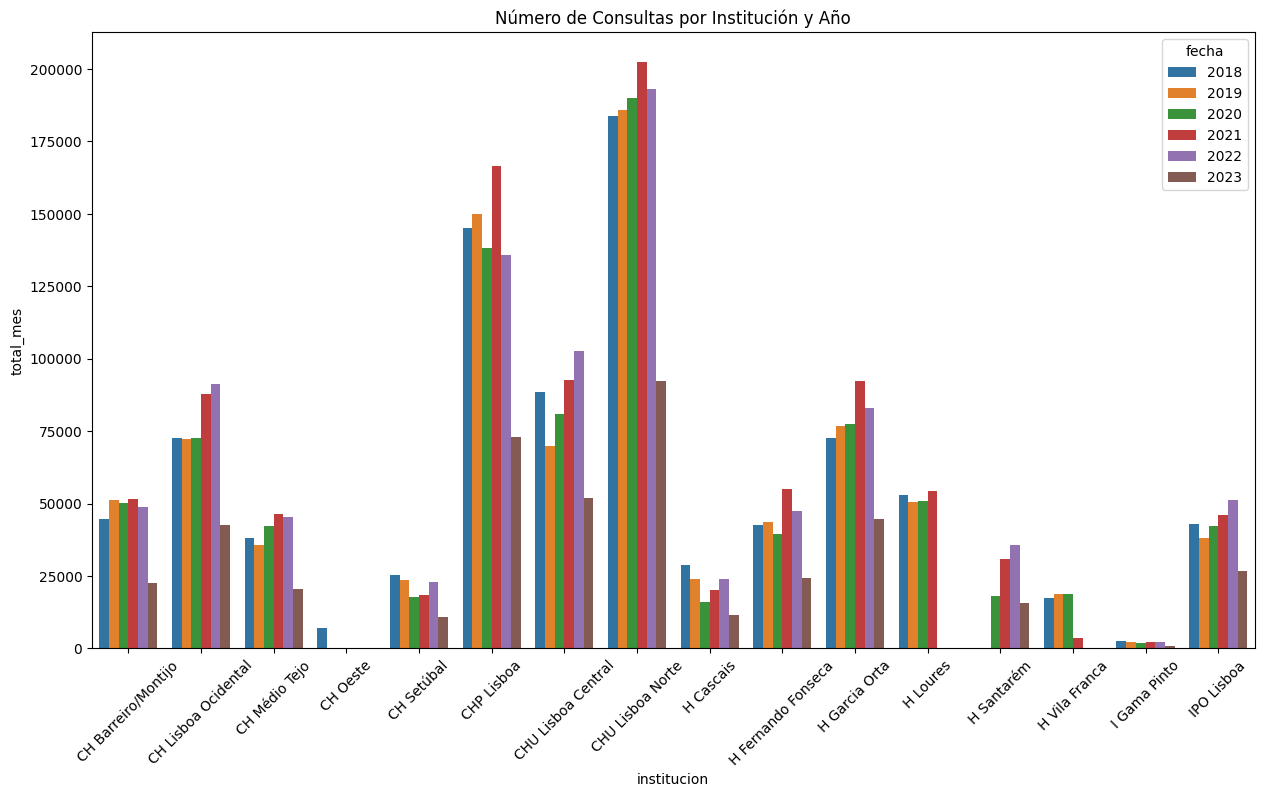 Número de Consultas por Institución y Año
fecha
2018
2019
2020
2021
2022
2023
total_mes
200000
175000
150000
125000
100000
75000
50000
25000
0
CH Barreiro/Montijo
CH Lisboa Ocidental
CH Médio Tejo
CH Oeste
CH Setúbal
CHP Lisboa
CHU Lisboa Central
CHU Lisboa Norte
H Cascais
H Fernando Fonseca
H Garcia Orta
H Loures
H Santarém
H Vila Franca
I Gama Pinto
IPO Lisboa
institucion